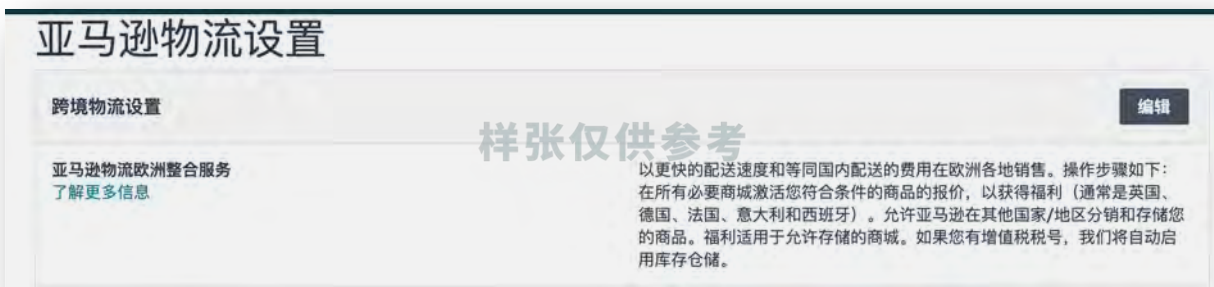 亚马逊物流设置
跨境物流设置
编辑
样张仅供参考
亚马逊物流欧洲整合服务
了解更多信息
以更快的配送速度和等同国内配送的费用在欧洲各地销售。操作步骤如下：
在所有必要商城激活您符合条件的商品的报价，以获得福利（通常是英国、
德国、法国、意大利和西班牙）。允许亚马逊在其他国家/地区分销和存储您
的商品。福利适用于允许存储的商城。如果您有增值税税号，我们将自动启
用库存仓储。